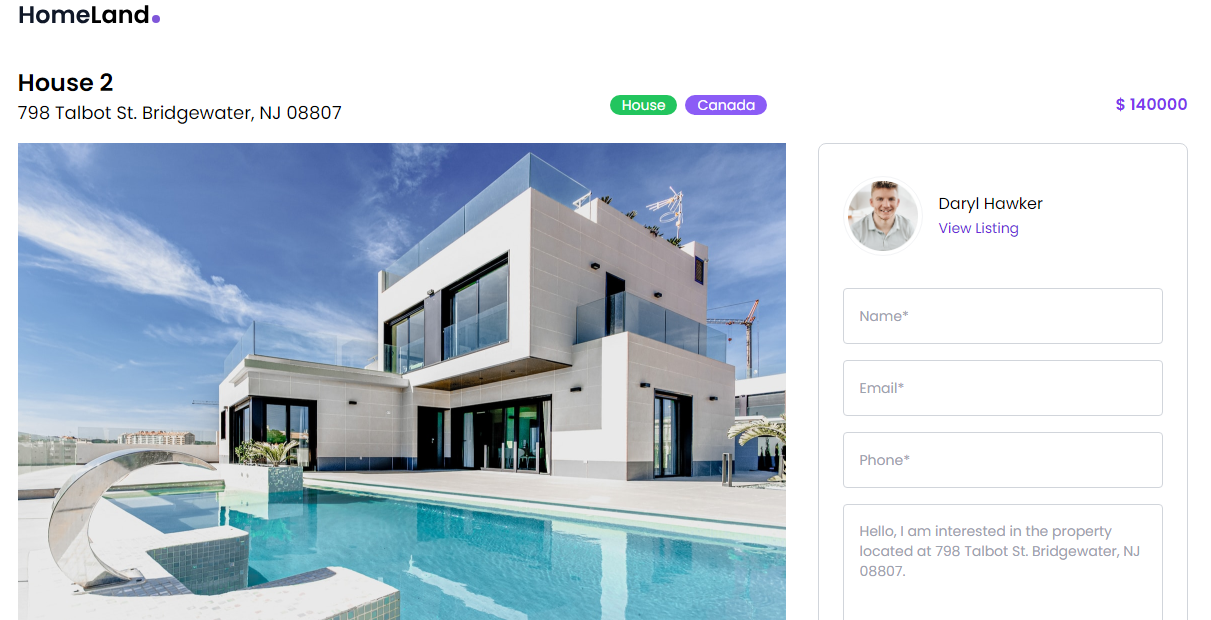 HomeLand.
House 2
798 Talbot St. Bridgewater, NJ 08807
House
Canada
$ 140000
Daryl Hawker
View Listing
Name*
Email*
Phone*
Hello, I am interested in the property
located at 798 Talbot St. Bridgewater, NJ
08807.